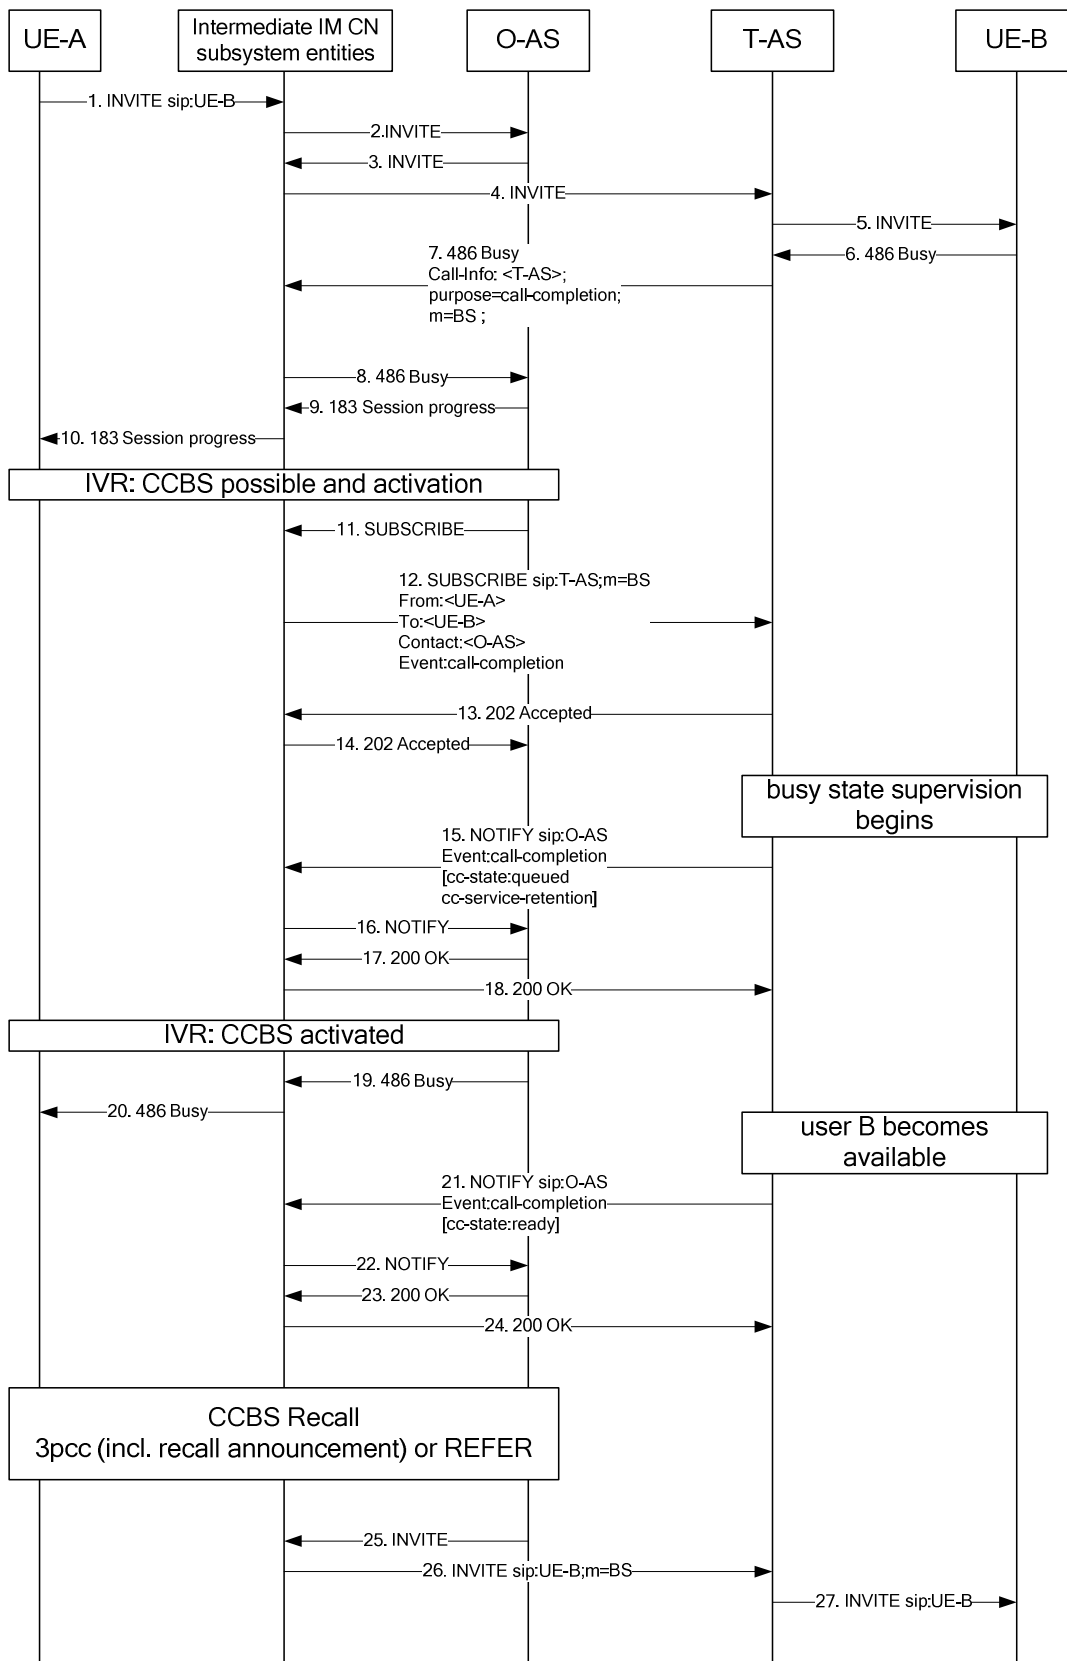 UE-A
Intermediate IM CN
subsystem entities
O-AS
T-AS
UE-B
1. INVITE sip:UE-B
2.INVITE
3. INVITE
4. INVITE
5. INVITE
6. 486 Busy
7. 486 Busy
Call-Info: <T-AS>;
purpose=call-completion;
m=BS ;
8. 486 Busy
9. 183 Session progress
10. 183 Session progress
IVR: CCBS possible and activation
11. SUBSCRIBE
12. SUBSCRIBE sip:T-AS;m=BS
From:<UE-A>
To:<UE-B>
Contact:<O-AS>
Event:call-completion
13. 202 Accepted
14. 202 Accepted
busy state supervision
begins
15. NOTIFY sip:O-AS
Event:call-completion
[cc-state:queued
cc-service-retention]
16. NOTIFY
17. 200 OK
18. 200 OK
IVR: CCBS activated
19. 486 Busy
20. 486 Busy
user B becomes
available
21. NOTIFY sip:O-AS
Event:call-completion
[cc-state:ready]
22. NOTIFY
23. 200 OK
24. 200 OK
CCBS Recall
3pcc (incl. recall announcement) or REFER
25. INVITE
26. INVITE sip:UE-B;m=BS
27. INVITE sip:UE-B